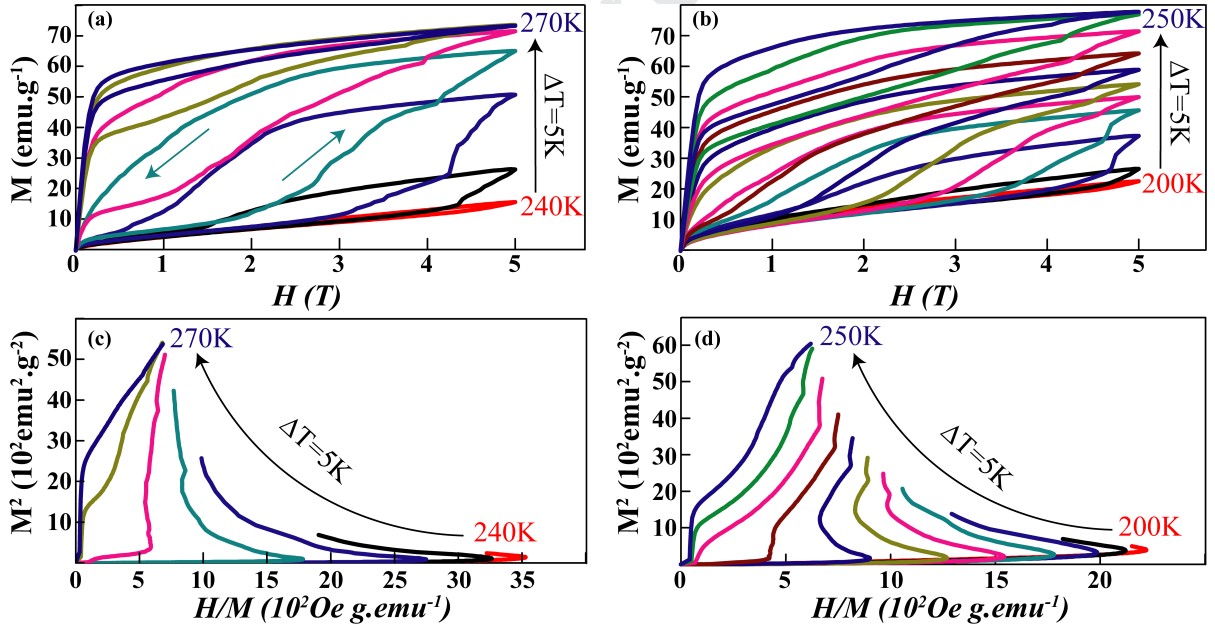 (a)
270K
M (emu.g⁻¹)
70
60
50
40
30
20
10
0
1
2
3
4
5
ΔT=5K
240K
H (T)
(b)
250K
M (emu.g⁻¹)
70
60
50
40
30
20
10
0
1
2
3
4
5
ΔT=5K
200K
H (T)
(c)
270K
M² (10²emu².g⁻²)
50
40
30
20
10
0
5
10
15
20
25
30
35
ΔT=5K
240K
H/M (10²Oe g.emu⁻¹)
(d)
250K
M² (10²emu².g⁻²)
60
50
40
30
20
10
0
5
10
15
20
ΔT=5K
200K
H/M (10²Oe g.emu⁻¹)